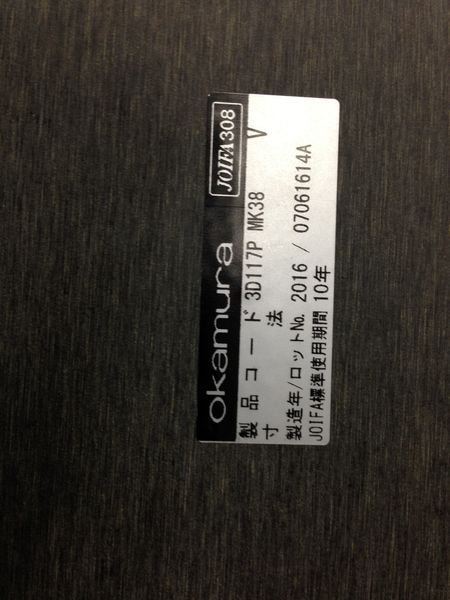 okamura JOIFA308
製品コード 3D117P MK38 V
寸 法
製造年/ロットNo. 2016 / 07061614A
JOIFA標準使用期間 10年